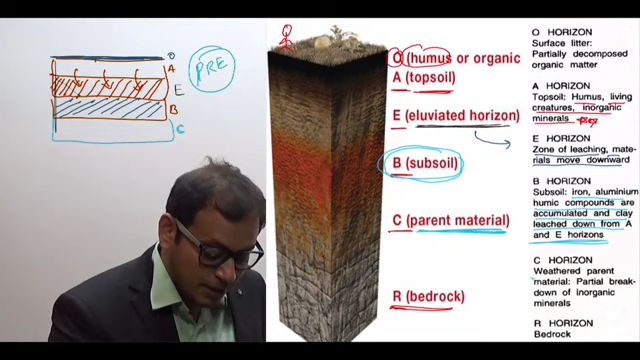 O
A
E
B
C
PRE
O (humus or organic
A (topsoil)
E (eluviated horizon)
B (subsoil)
C (parent material)
R (bedrock)
O HORIZON
Surface litter:
Partially decomposed
organic matter
A HORIZON
Topsoil: Humus, living
creatures, inorganic
minerals
E HORIZON
Zone of leaching, mate-
rials move downward
B HORIZON
Subsoil: iron, aluminium
humic compounds are
accumulated and clay
leached down from A
and E horizons
C HORIZON
Weathered parent
material: Partial break-
down of inorganic
minerals
R HORIZON
Bedrock